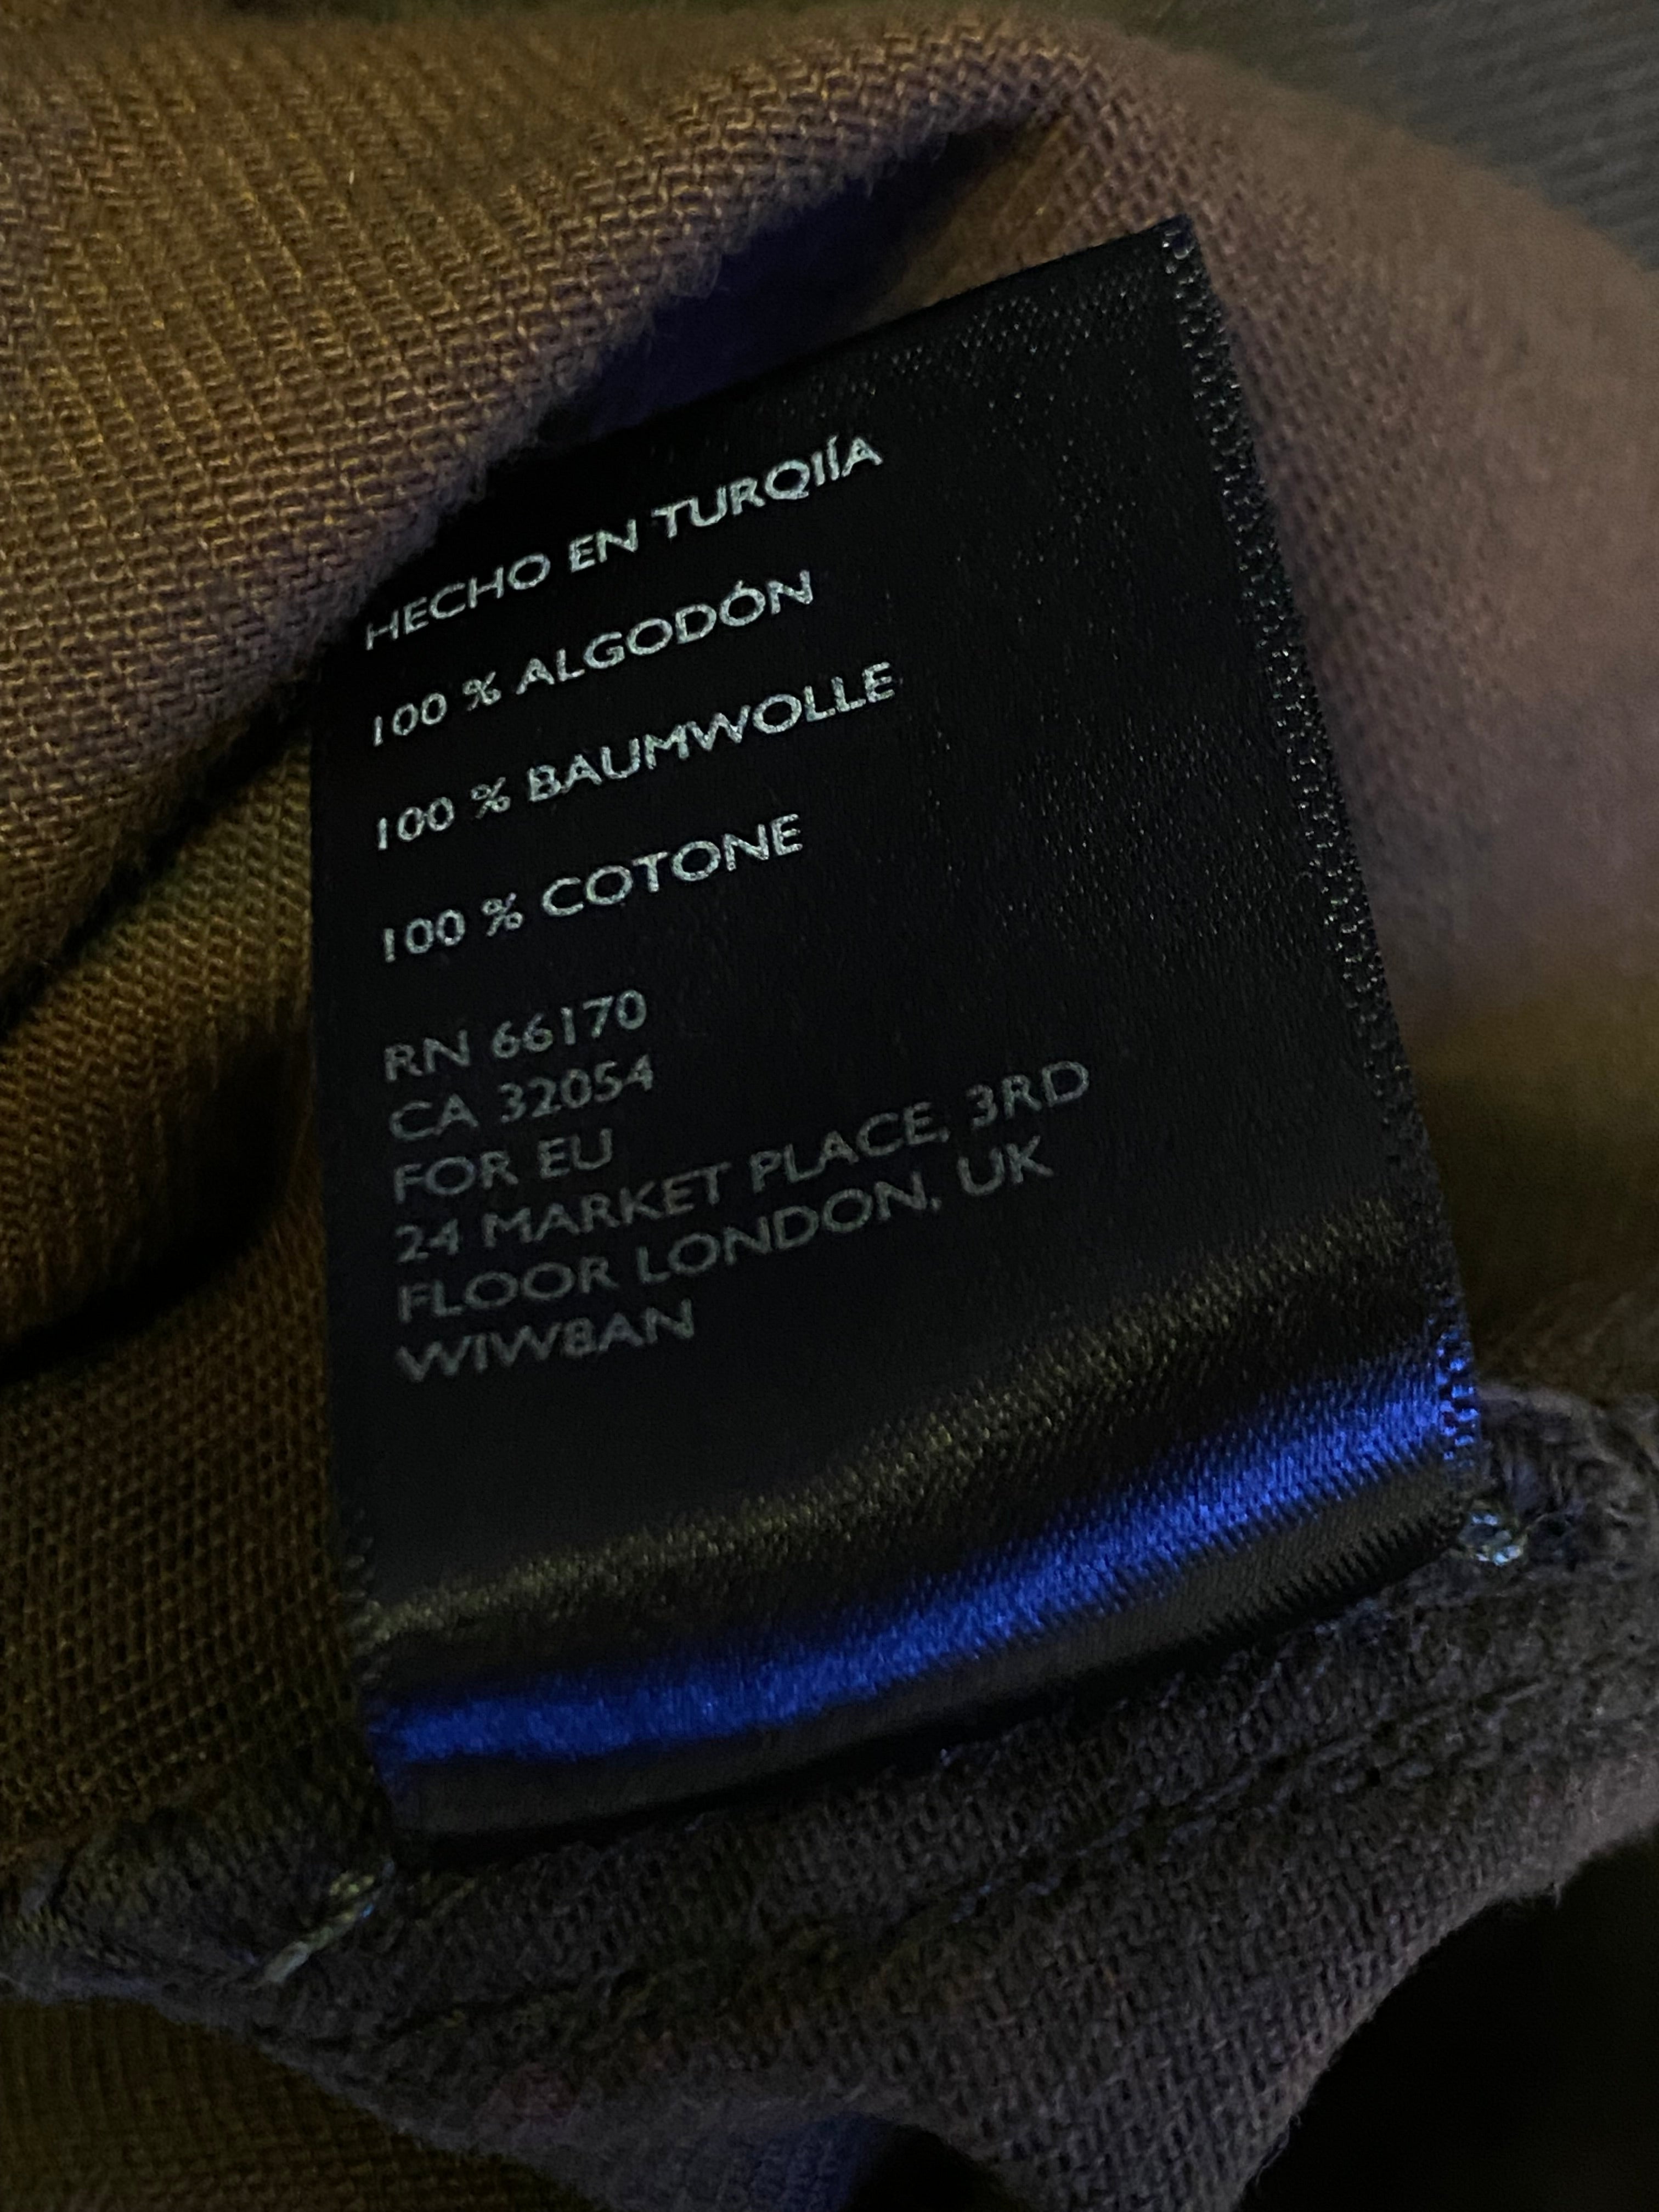 HECHO EN TURQIÍA
100 % ALGODÓN
100 % BAUMWOLLE
100 % COTONE
RN 66170
CA 32054
FOR EU
24 MARKET PLACE, 3RD
FLOOR LONDON, UK
WIW8AN